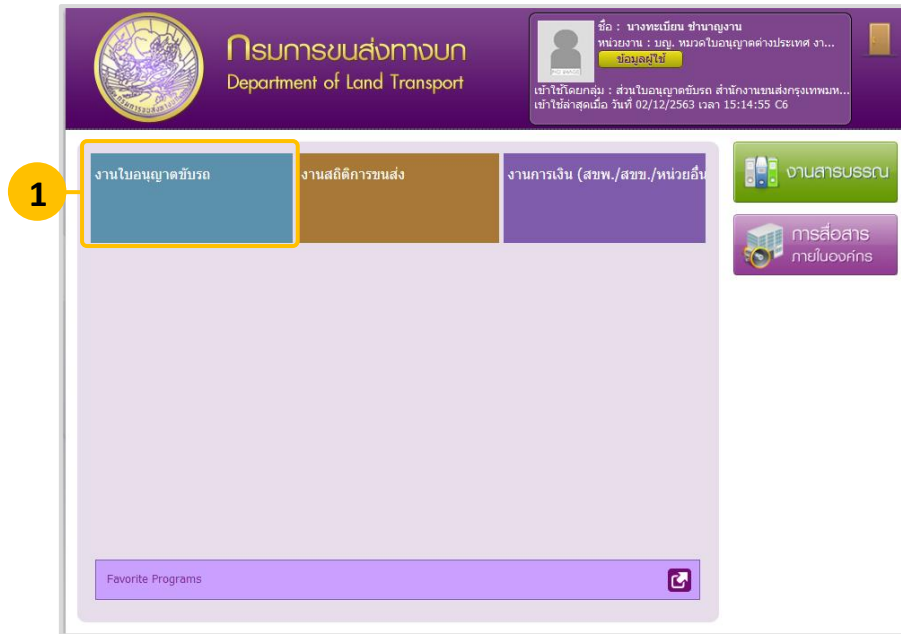 กรมการขนส่งทางบก
Department of Land Transport
ชื่อ : นางทะเบียน ชำนาญงาน
หน่วยงาน : บญ. หมวดใบอนุญาตต่างประเทศ งา...
ข้อมูลผู้ใช้
เข้าใช้โดยกลุ่ม : ส่วนใบอนุญาตขับรถ สำนักงานขนส่งกรุงเทพมห...
เข้าใช้ล่าสุดเมื่อ วันที่ 02/12/2563 เวลา 15:14:55 C6
1
งานใบอนุญาตขับรถ
งานสถิติการขนส่ง
งานการเงิน (สขพ./สขข./หน่วยอื่น
งานสารบรรณ
การสื่อสาร
ภายในองค์กร
Favorite Programs